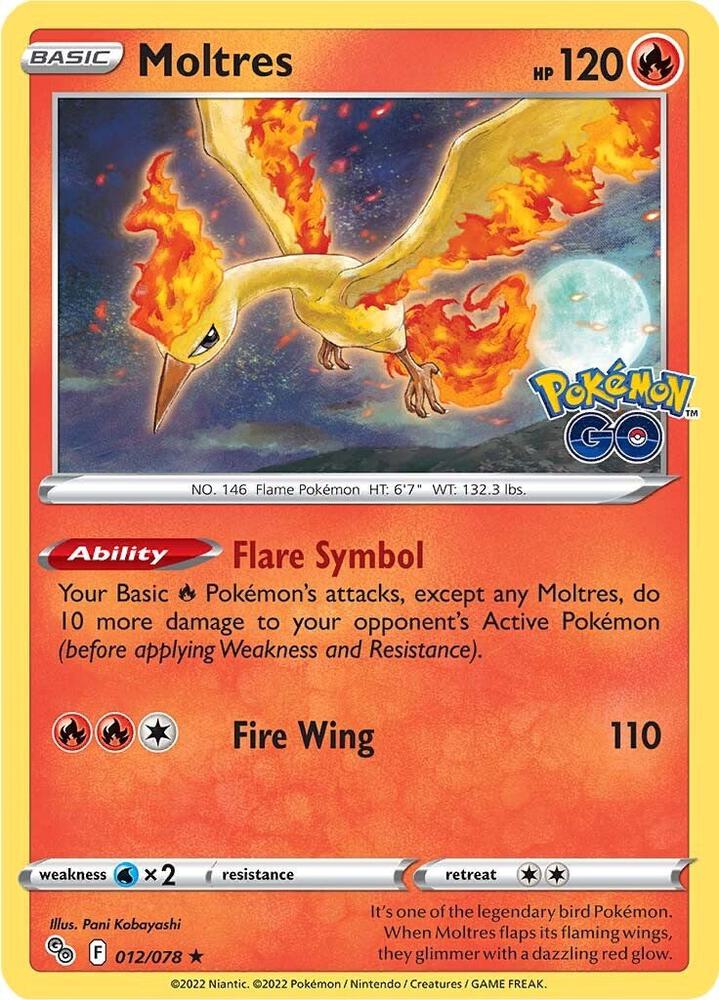 BASIC Moltres HP 120
POKÉMON ™
GO
NO. 146 Flame Pokémon HT: 6'7" WT: 132.3 lbs.
Ability Flare Symbol
Your Basic Pokémon's attacks, except any Moltres, do
10 more damage to your opponent's Active Pokémon
(before applying Weakness and Resistance).
Fire Wing 110
weakness ×2 resistance retreat
Illus. Pani Kobayashi
It's one of the legendary bird Pokémon.
When Moltres flaps its flaming wings,
they glimmer with a dazzling red glow.
GO F 012/078 ★
©2022 Niantic. ©2022 Pokémon / Nintendo / Creatures / GAME FREAK.